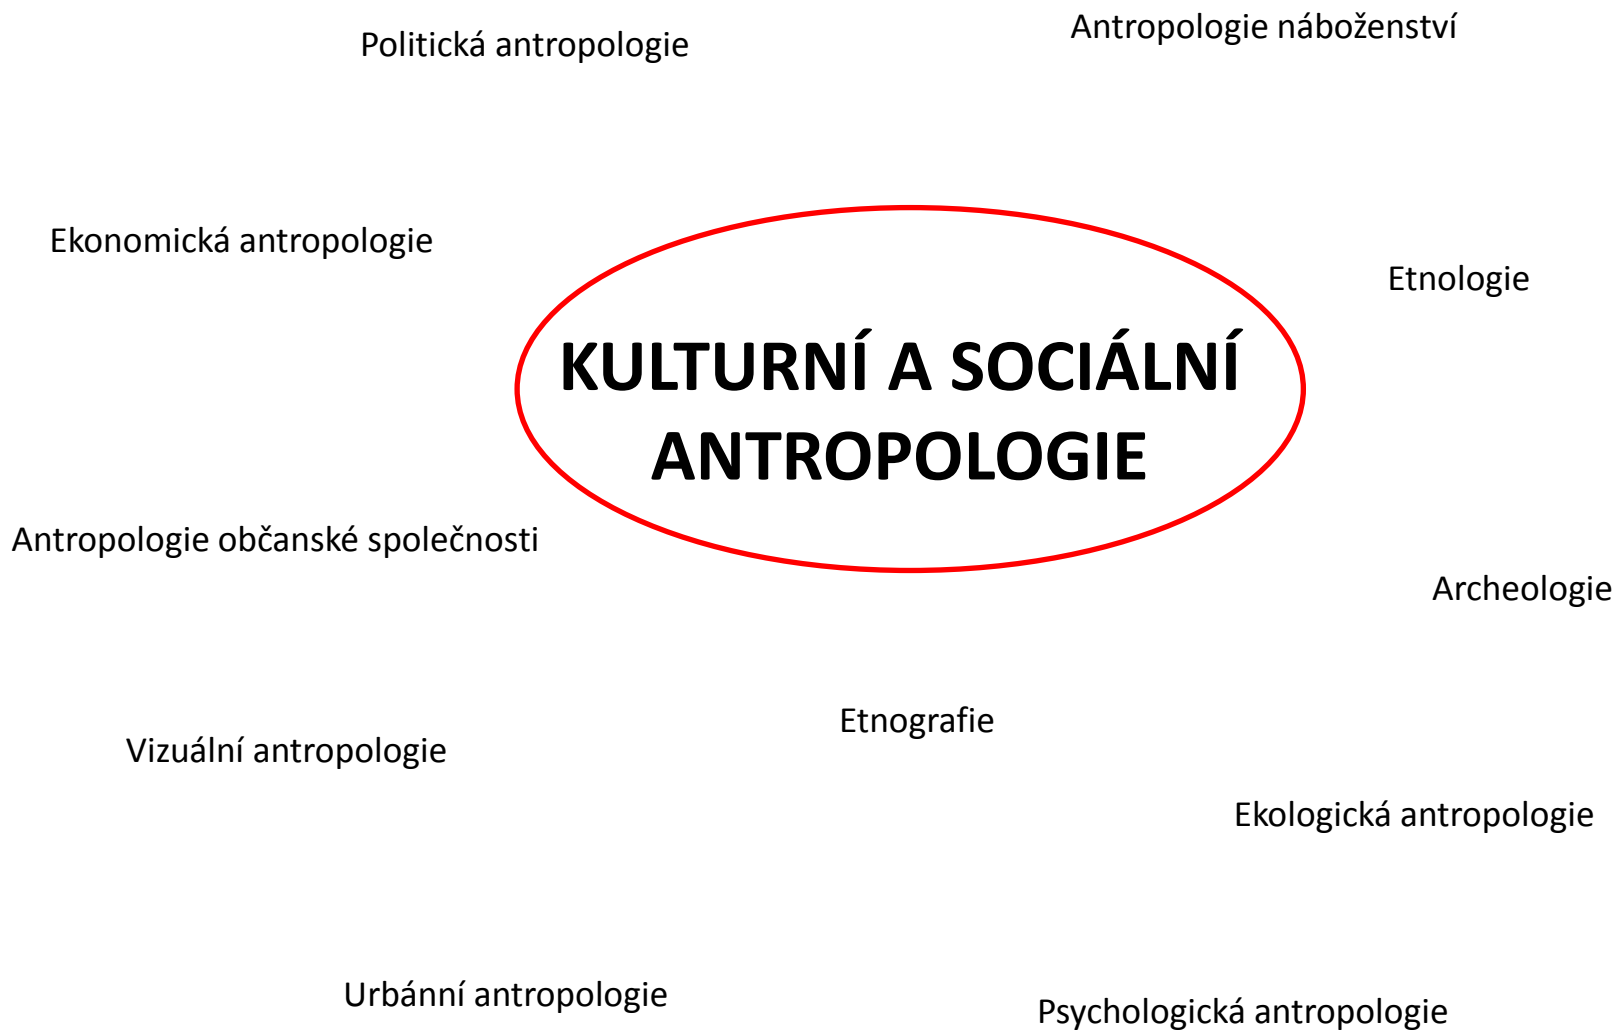 Politická antropologie
Antropologie náboženství
Ekonomická antropologie
Etnologie
KULTURNÍ A SOCIÁLNÍ
ANTROPOLOGIE
Antropologie občanské společnosti
Archeologie
Etnografie
Vizuální antropologie
Ekologická antropologie
Urbánní antropologie
Psychologická antropologie